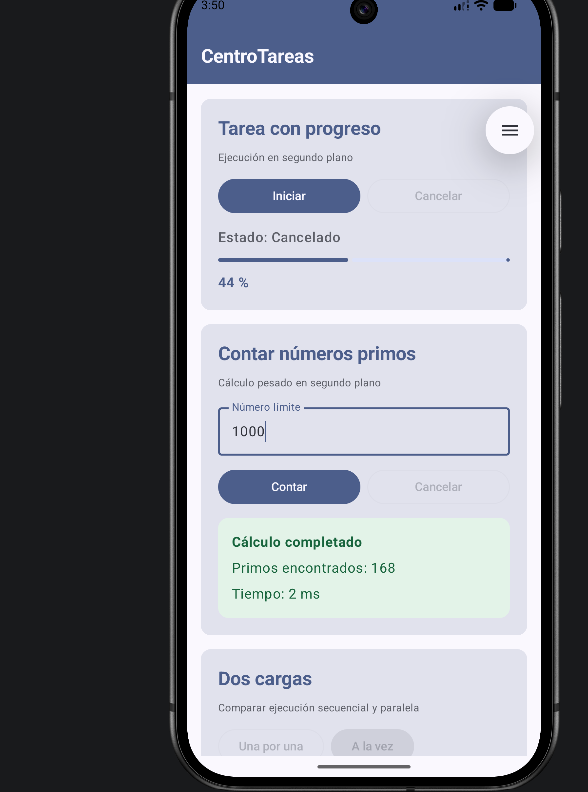 3:50
CentroTareas
Tarea con progreso
Ejecución en segundo plano
Iniciar
Cancelar
Estado: Cancelado
44 %
Contar números primos
Cálculo pesado en segundo plano
Número límite
1000
Contar
Cancelar
Cálculo completado
Primos encontrados: 168
Tiempo: 2 ms
Dos cargas
Comparar ejecución secuencial y paralela
Una por una
A la vez